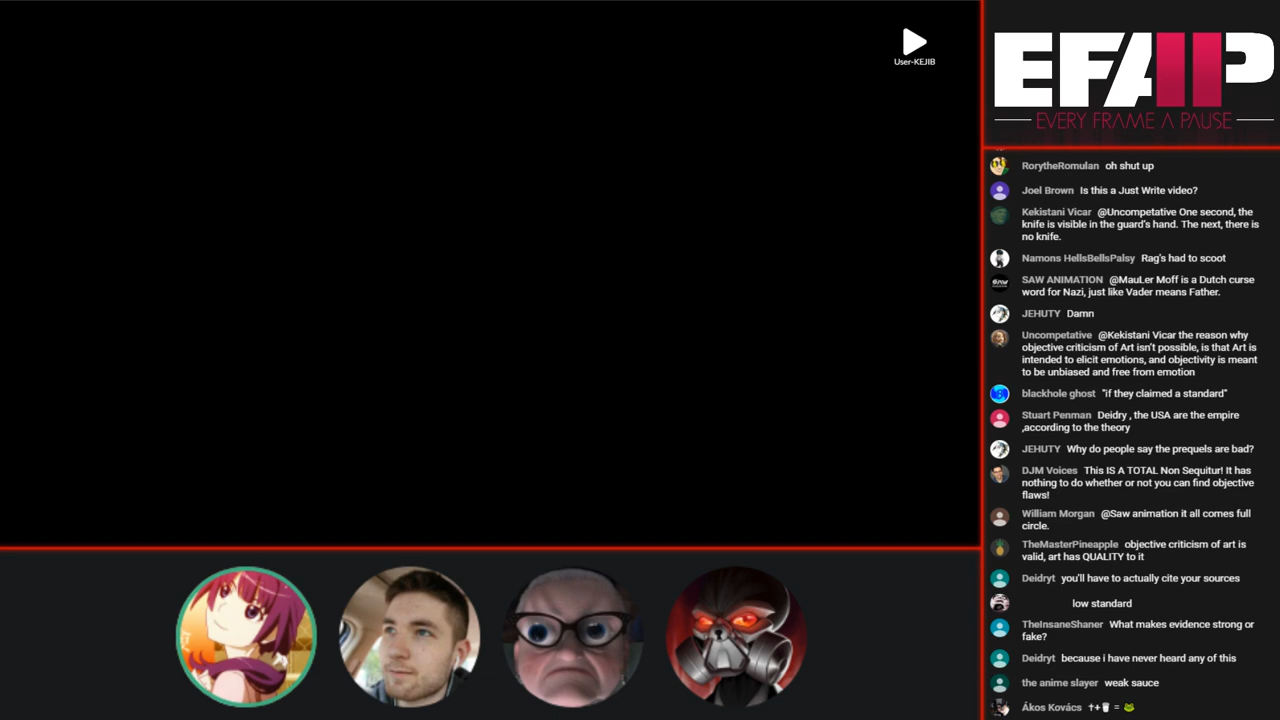 User-KEJIB
EFAP
EVERY FRAME A PAUSE
RorytheRomulan oh shut up
Joel Brown Is this a Just Write video?
Kekistani Vicar @Uncompetative One second, the
knife is visible in the guard's hand. The next, there is
no knife.
Namons HellsBellsPalsy Rag's had to scoot
SAW ANIMATION @MauLer Moff is a Dutch curse
word for Nazi, just like Vader means Father.
JEHUTY Damn
Uncompetative @Kekistani Vicar the reason why
objective criticism of Art isn't possible, is that Art is
intended to elicit emotions, and objectivity is meant
to be unbiased and free from emotion
blackhole ghost "if they claimed a standard"
Stuart Penman Deidry , the USA are the empire
,according to the theory
JEHUTY Why do people say the prequels are bad?
DJM Voices This IS A TOTAL Non Sequitur! It has
nothing to do whether or not you can find objective
flaws!
William Morgan @Saw animation it all comes full
circle.
TheMasterPineapple objective criticism of art is
valid, art has QUALITY to it
Deidryt you'll have to actually cite your sources
low standard
TheInsaneShaner What makes evidence strong or
fake?
Deidryt because i have never heard any of this
the anime slayer weak sauce
Ákos Kovács ✝+🥛 = 🐸